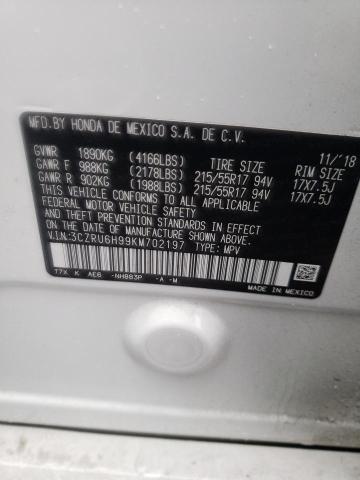 MFD.BY HONDA DE MEXICO S.A. DE C.V. 11/'18
GVWR 1890KG (4166LBS) TIRE SIZE RIM SIZE
GAWR F 988KG (2178LBS) 215/55R17 94V 17X7.5J
GAWR R 902KG (1988LBS) 215/55R17 94V 17X7.5J
THIS VEHICLE CONFORMS TO ALL APPLICABLE
FEDERAL MOTOR VEHICLE SAFETY, BUMPER, AND
THEFT PREVENTION STANDARDS IN EFFECT ON THE
DATE OF MANUFACTURE SHOWN ABOVE.
V.I.N:3CZRU6H99KM702197 TYPE: MPV
77X K AE6 -NH883P -A -M
MADE IN MEXICO